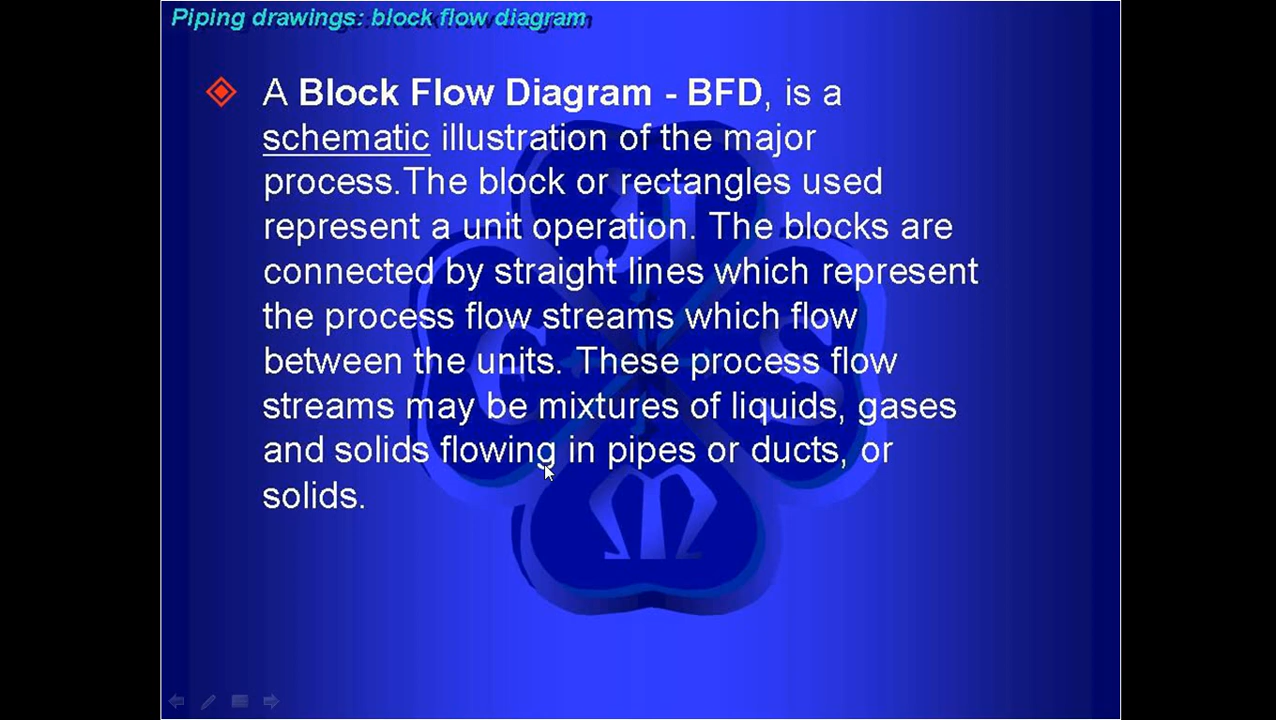 Piping drawings: block flow diagram
A Block Flow Diagram - BFD, is a
schematic illustration of the major
process.The block or rectangles used
represent a unit operation. The blocks are
connected by straight lines which represent
the process flow streams which flow
between the units. These process flow
streams may be mixtures of liquids, gases
and solids flowing in pipes or ducts, or
solids.